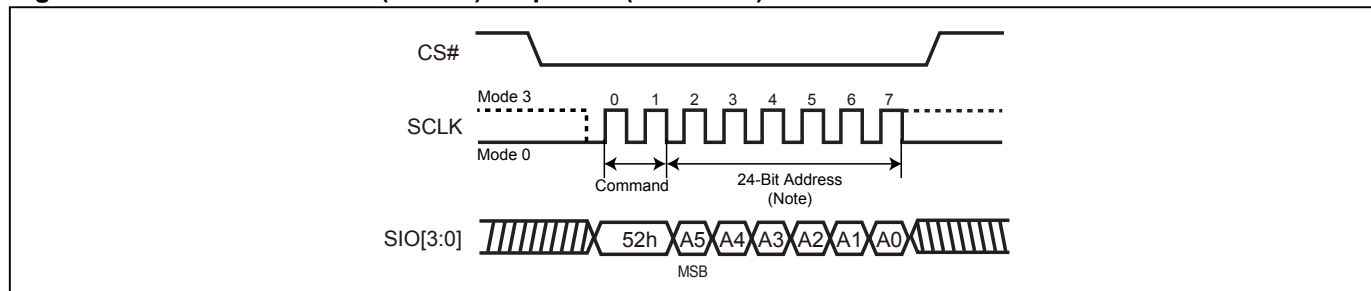 CS#
Mode 3
0 1 2 3 4 5 6 7
SCLK
Mode 0
Command
24-Bit Address
(Note)
SIO[3:0]
52h A5 A4 A3 A2 A1 A0
MSB